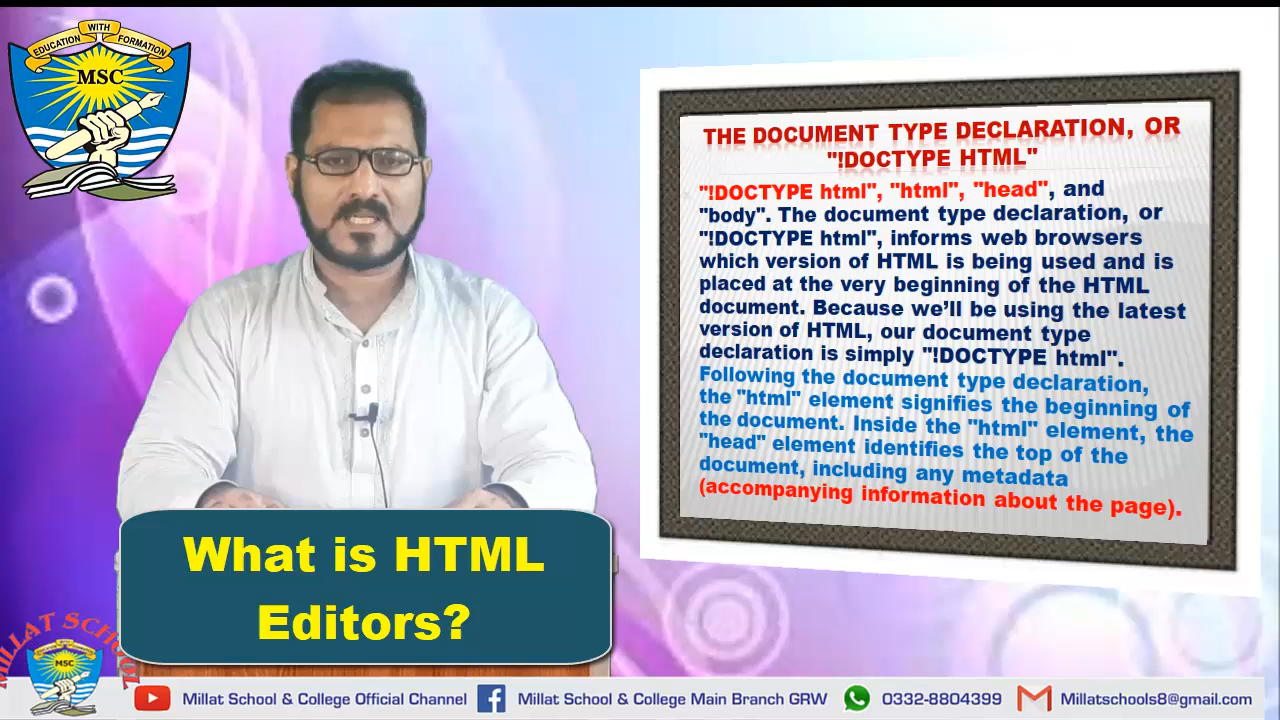 EDUCATION WITH FORMATION
MSC
THE DOCUMENT TYPE DECLARATION, OR
"!DOCTYPE HTML"
"!DOCTYPE html", "html", "head", and
"body". The document type declaration, or
"!DOCTYPE html", informs web browsers
which version of HTML is being used and is
placed at the very beginning of the HTML
document. Because we’ll be using the latest
version of HTML, our document type
declaration is simply "!DOCTYPE html".
Following the document type declaration,
the "html" element signifies the beginning of
the document. Inside the "html" element, the
"head" element identifies the top of the
document, including any metadata
(accompanying information about the page).
What is HTML
Editors?
MILLAT SCHOOL
MSC
Millat School & College Official Channel
Millat School & College Main Branch GRW
0332-8804399
Millatschools8@gmail.com